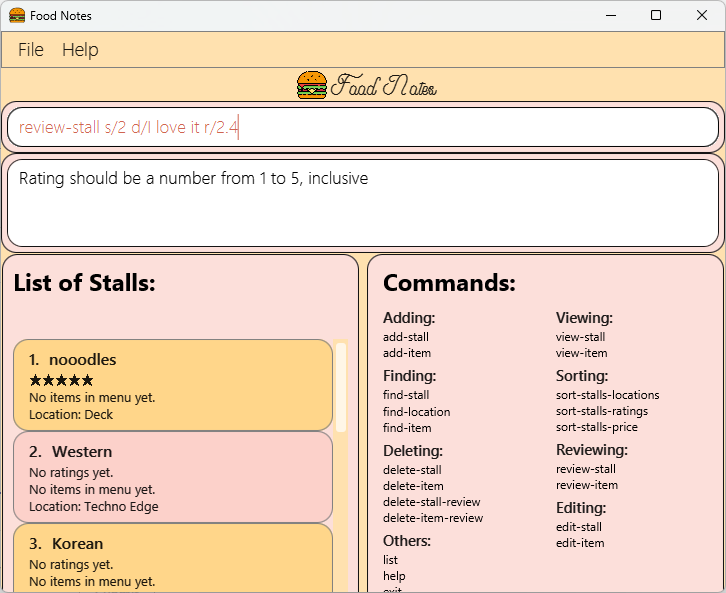 Food Notes
File Help
Food Notes
review-stall s/2 d/I love it r/2.4
Rating should be a number from 1 to 5, inclusive
List of Stalls:
1. nooodles
★★★★★
No items in menu yet.
Location: Deck
2. Western
No ratings yet.
No items in menu yet.
Location: Techno Edge
3. Korean
No ratings yet.
No items in menu yet.
Commands:
Adding:
add-stall
add-item
Finding:
find-stall
find-location
find-item
Deleting:
delete-stall
delete-item
delete-stall-review
delete-item-review
Others:
list
help
exit
Viewing:
view-stall
view-item
Sorting:
sort-stalls-locations
sort-stalls-ratings
sort-stalls-price
Reviewing:
review-stall
review-item
Editing:
edit-stall
edit-item